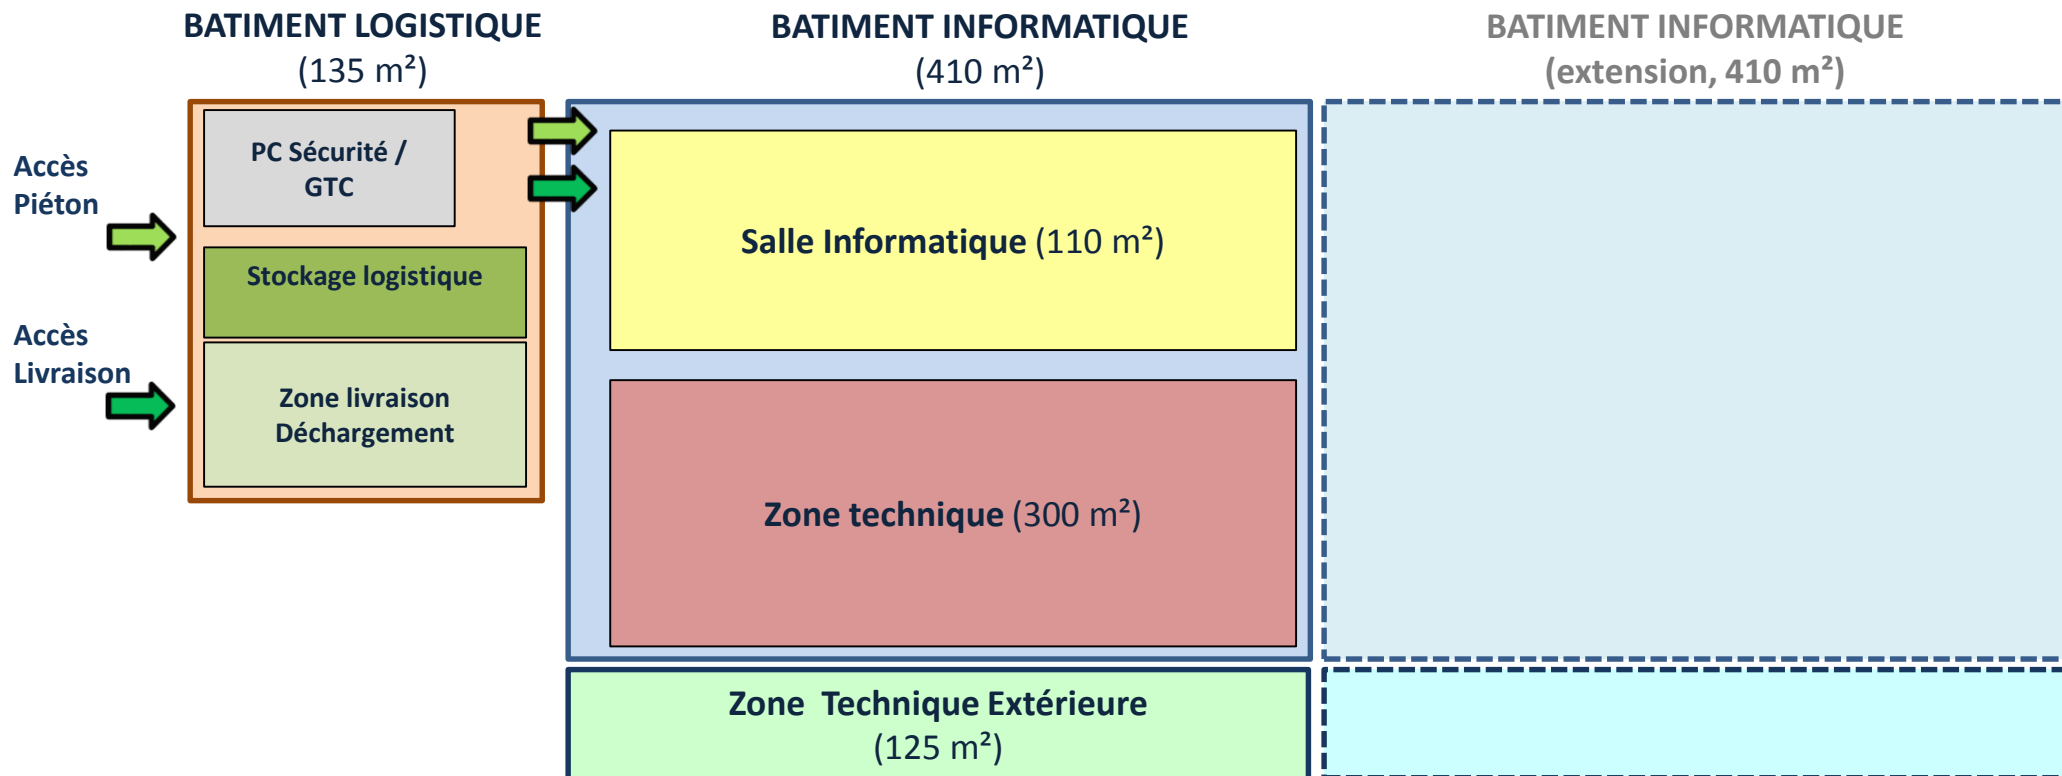 BATIMENT LOGISTIQUE
(135 m²)
BATIMENT INFORMATIQUE
(410 m²)
BATIMENT INFORMATIQUE
(extension, 410 m²)
Accès
Piéton
Accès
Livraison
PC Sécurité /
GTC
Stockage logistique
Zone livraison
Déchargement
Salle Informatique (110 m²)
Zone technique (300 m²)
Zone Technique Extérieure
(125 m²)